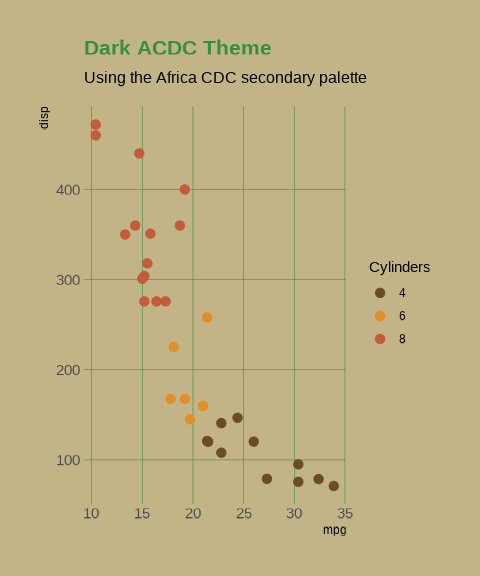 Dark ACDC Theme
Using the Africa CDC secondary palette
disp
400
300
200
100
10 15 20 25 30 35
mpg
Cylinders
4
6
8